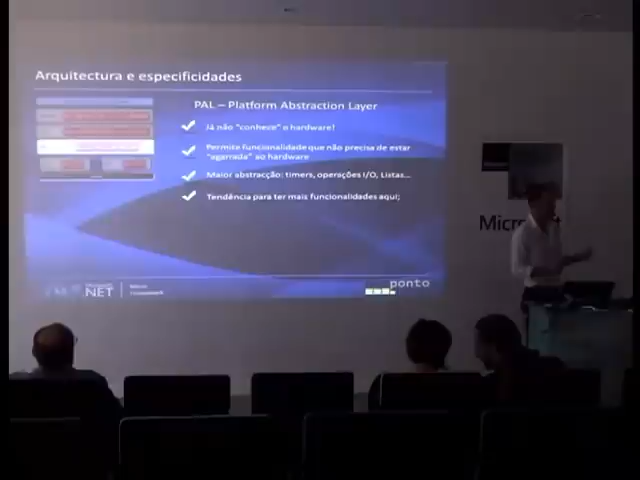 Arquitectura e especificidades
PAL – Platform Abstraction Layer
Já não "conhece" o hardware!
Permite funcionalidade que não precisa de estar
"agarrada" ao hardware
Maior abstracção: timers, operações I/O, Listas...
Tendência para ter mais funcionalidades aqui;
.NET
ponto
Micr